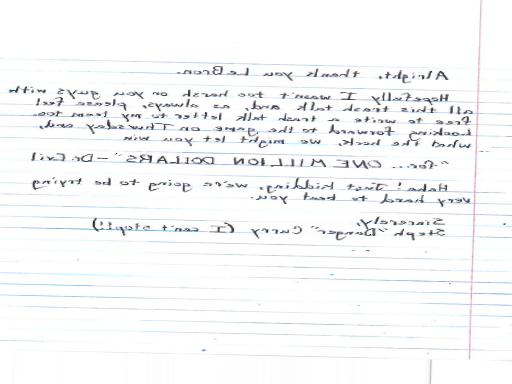 Alright, thank you LeBron.
Hopefully I wasn't too harsh on you guys with
all this trash talk and, as always, please feel
free to write a trash talk letter to my team too.
Looking forward to the game on Thursday and,
what the heck, we might let you win
"for... ONE MILLION DOLLARS" - Dr Evil
Haha! Just kidding, we're going to be trying
very hard to beat you.
Sincerely,
Steph "Danger" Curry (I can't stop!!)